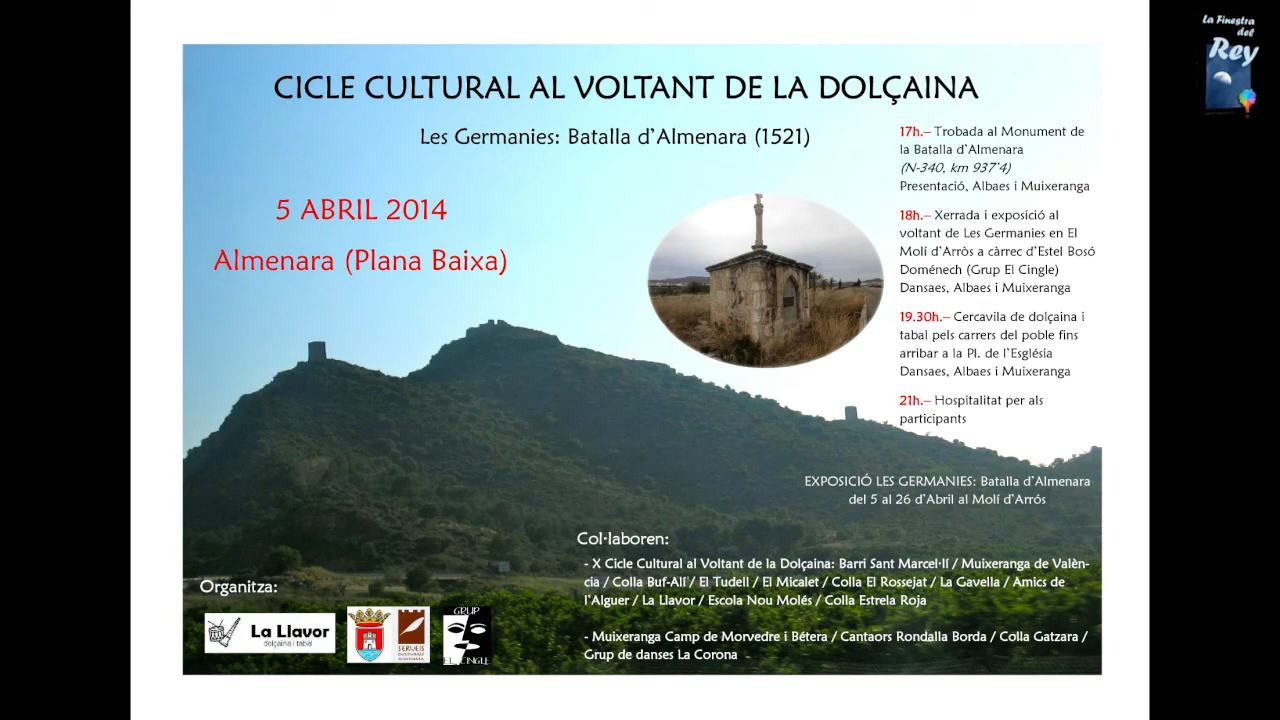 La Finestra
del
Rey
CICLE CULTURAL AL VOLTANT DE LA DOLÇAINA
Les Germanies: Batalla d'Almenara (1521)
5 ABRIL 2014
Almenara (Plana Baixa)
17h.– Trobada al Monument de
la Batalla d'Almenara
(N-340, km 937'4)
Presentació, Albaes i Muixeranga
18h.– Xerrada i exposició al
voltant de Les Germanies en El
Molí d'Arròs a càrrec d'Estel Bosó
Doménech (Grup El Cingle)
Dansaes, Albaes i Muixeranga
19.30h.– Cercavila de dolçaina i
tabal pels carrers del poble fins
arribar a la Pl. de l'Església
Dansaes, Albaes i Muixeranga
21h.– Hospitalitat per als
participants
EXPOSICIÓ LES GERMANIES: Batalla d'Almenara
del 5 al 26 d'Abril al Molí d'Arrós
Col·laboren:
- X Cicle Cultural al Voltant de la Dolçaina: Barri Sant Marcel·lí / Muixeranga de Valèn-
cia / Colla Buf-Alí / El Tudell / El Micalet / Colla El Rossejat / La Gavella / Amics de
l'Alguer / La Llavor / Escola Nou Molés / Colla Estrela Roja
- Muixeranga Camp de Morvedre i Bétera / Cantaors Rondalla Borda / Colla Gatzara /
Grup de danses La Corona -
Organitza:
La Llavor
dolçaina i tabal
SERVEIS
CULTURALS
ALMENARA
GRUP
EL CINGLE